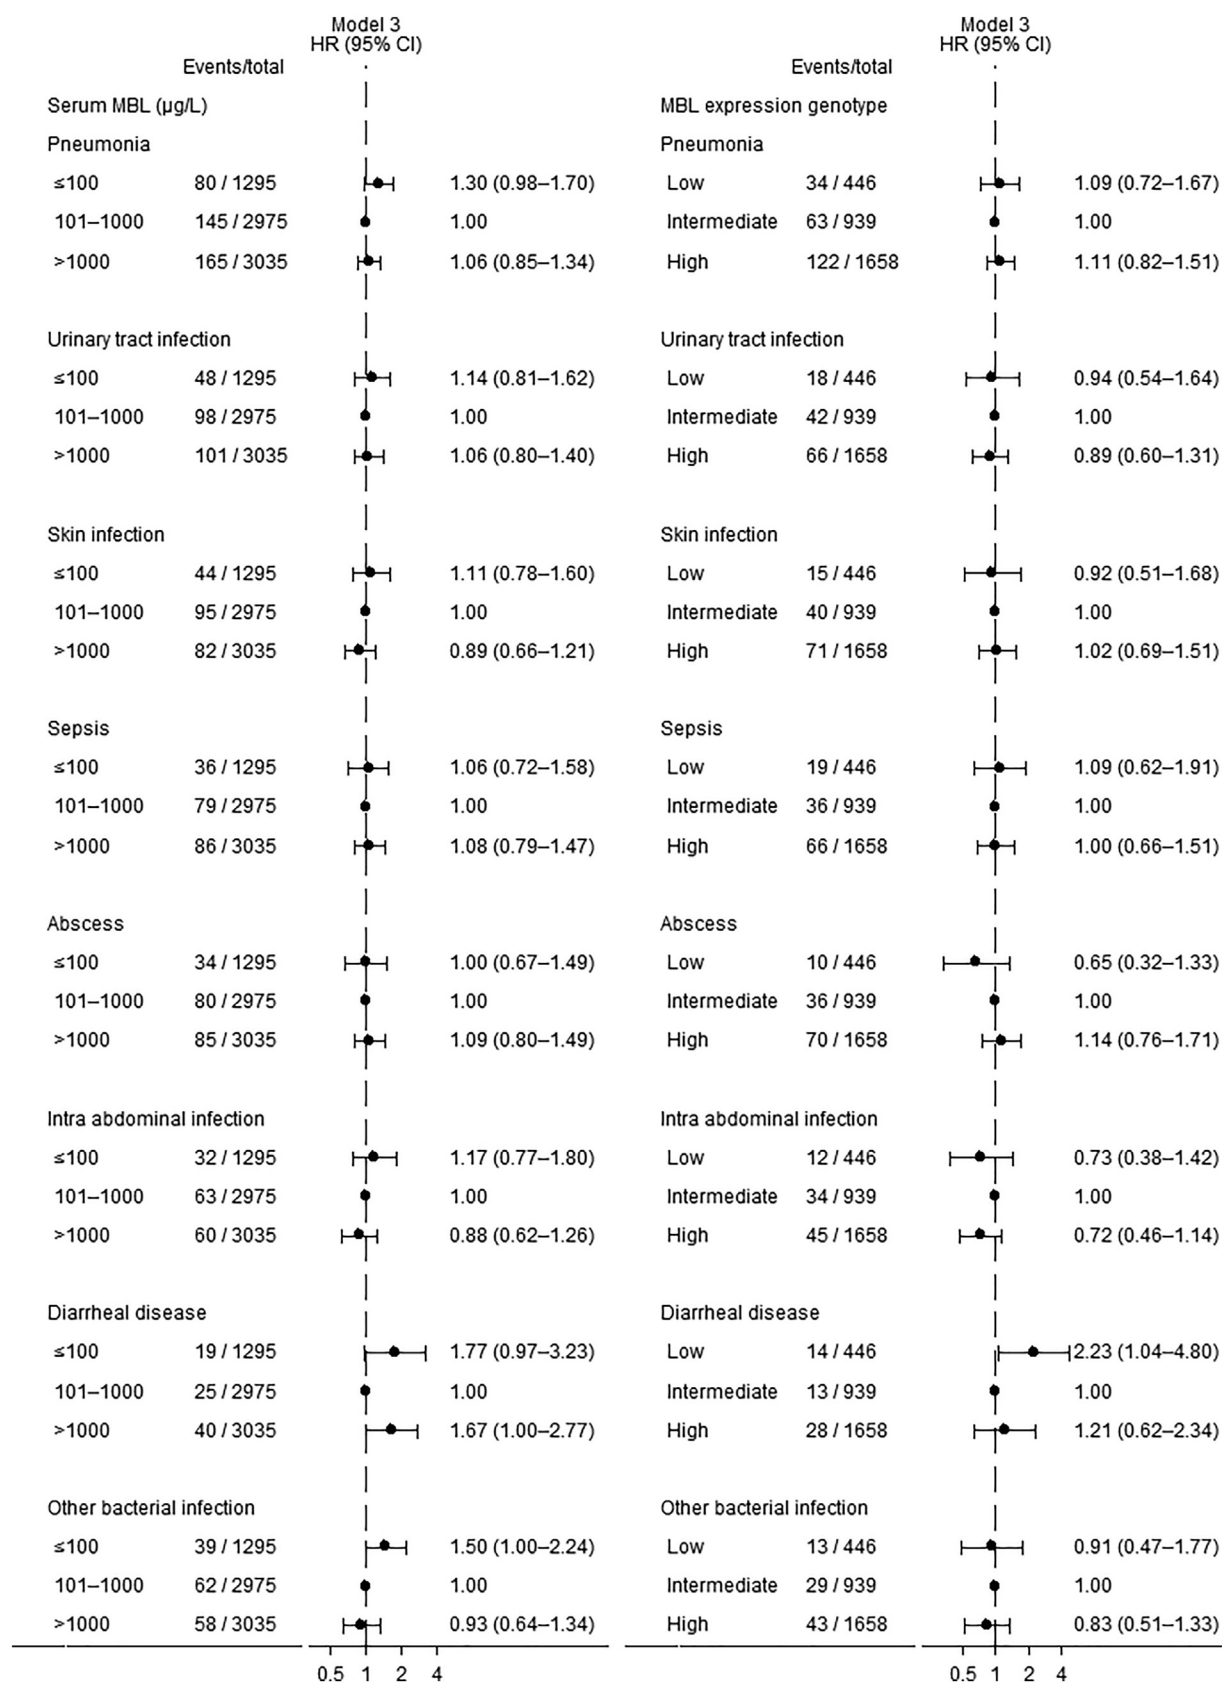 Model 3
HR (95% CI)
Events/total
Serum MBL (µg/L)
Pneumonia
≤100 80 / 1295 1.30 (0.98–1.70)
101–1000 145 / 2975 1.00
>1000 165 / 3035 1.06 (0.85–1.34)
Urinary tract infection
≤100 48 / 1295 1.14 (0.81–1.62)
101–1000 98 / 2975 1.00
>1000 101 / 3035 1.06 (0.80–1.40)
Skin infection
≤100 44 / 1295 1.11 (0.78–1.60)
101–1000 95 / 2975 1.00
>1000 82 / 3035 0.89 (0.66–1.21)
Sepsis
≤100 36 / 1295 1.06 (0.72–1.58)
101–1000 79 / 2975 1.00
>1000 86 / 3035 1.08 (0.79–1.47)
Abscess
≤100 34 / 1295 1.00 (0.67–1.49)
101–1000 80 / 2975 1.00
>1000 85 / 3035 1.09 (0.80–1.49)
Intra abdominal infection
≤100 32 / 1295 1.17 (0.77–1.80)
101–1000 63 / 2975 1.00
>1000 60 / 3035 0.88 (0.62–1.26)
Diarrheal disease
≤100 19 / 1295 1.77 (0.97–3.23)
101–1000 25 / 2975 1.00
>1000 40 / 3035 1.67 (1.00–2.77)
Other bacterial infection
≤100 39 / 1295 1.50 (1.00–2.24)
101–1000 62 / 2975 1.00
>1000 58 / 3035 0.93 (0.64–1.34)
0.5 1 2 4
Model 3
HR (95% CI)
Events/total
MBL expression genotype
Pneumonia
Low 34 / 446 1.09 (0.72–1.67)
Intermediate 63 / 939 1.00
High 122 / 1658 1.11 (0.82–1.51)
Urinary tract infection
Low 18 / 446 0.94 (0.54–1.64)
Intermediate 42 / 939 1.00
High 66 / 1658 0.89 (0.60–1.31)
Skin infection
Low 15 / 446 0.92 (0.51–1.68)
Intermediate 40 / 939 1.00
High 71 / 1658 1.02 (0.69–1.51)
Sepsis
Low 19 / 446 1.09 (0.62–1.91)
Intermediate 36 / 939 1.00
High 66 / 1658 1.00 (0.66–1.51)
Abscess
Low 10 / 446 0.65 (0.32–1.33)
Intermediate 36 / 939 1.00
High 70 / 1658 1.14 (0.76–1.71)
Intra abdominal infection
Low 12 / 446 0.73 (0.38–1.42)
Intermediate 34 / 939 1.00
High 45 / 1658 0.72 (0.46–1.14)
Diarrheal disease
Low 14 / 446 2.23 (1.04–4.80)
Intermediate 13 / 939 1.00
High 28 / 1658 1.21 (0.62–2.34)
Other bacterial infection
Low 13 / 446 0.91 (0.47–1.77)
Intermediate 29 / 939 1.00
High 43 / 1658 0.83 (0.51–1.33)
0.5 1 2 4